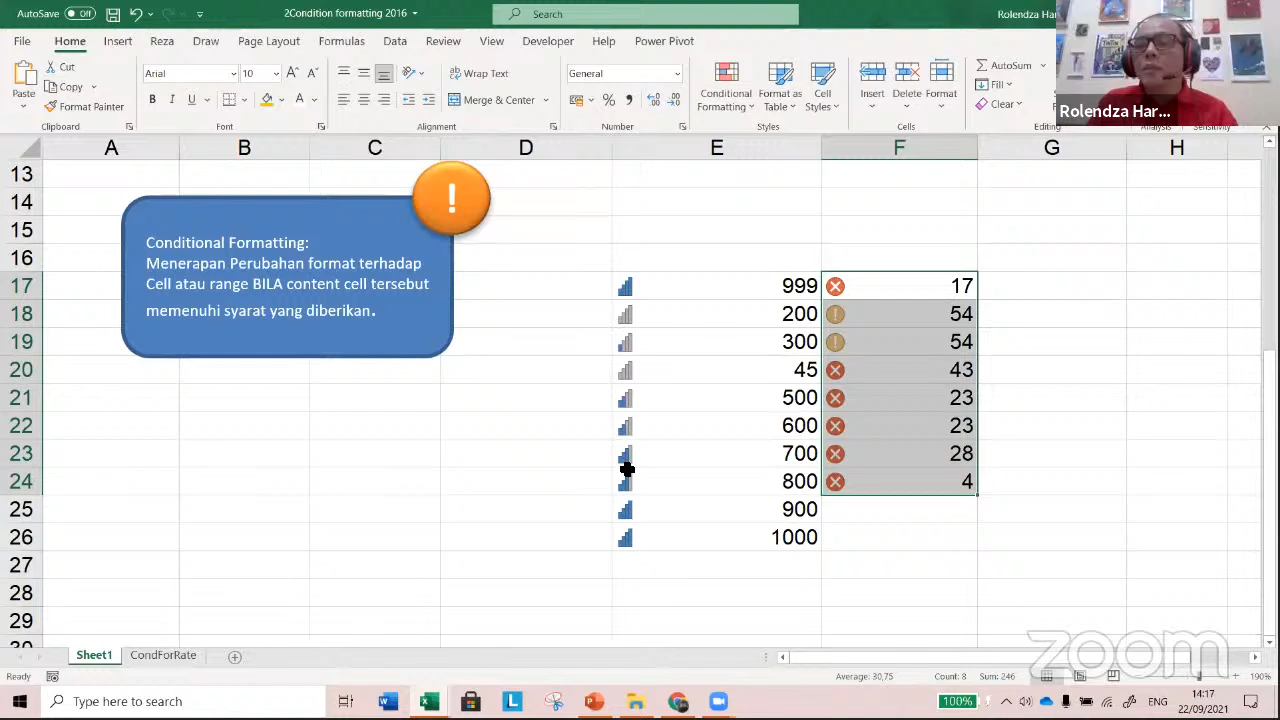 AutoSave Off 2Condition formatting 2016 Search Rolendza Har
File Home Insert Reza Draw Page Layout Formulas Data Review View Developer Help Power Pivot
Paste Cut Copy Format Painter
Clipboard
Arial 10
B I U
Font
Wrap Text
Merge & Center
Alignment
General
Number
Conditional Formatting Format as Table Cell Styles
Styles
Insert Delete Format
Cells
AutoSum
Fill
Clear
Editing
Analysis Sensitivity
Rolendza Har...
A B C D E F G H
13
14
15
16
17 999 17
18 200 54
19 300 54
20 45 43
21 500 23
22 600 23
23 700 28
24 800 4
25 900
26 1000
27
28
29
30
!
Conditional Formatting:
Menerapan Perubahan format terhadap
Cell atau range BILA content cell tersebut
memenuhi syarat yang diberikan.
Sheet1 CondForRate
zoom
Ready Average: 30,75 Count: 8 Sum: 246 190%
Type here to search 100% ENG 14:17
22/09/2021